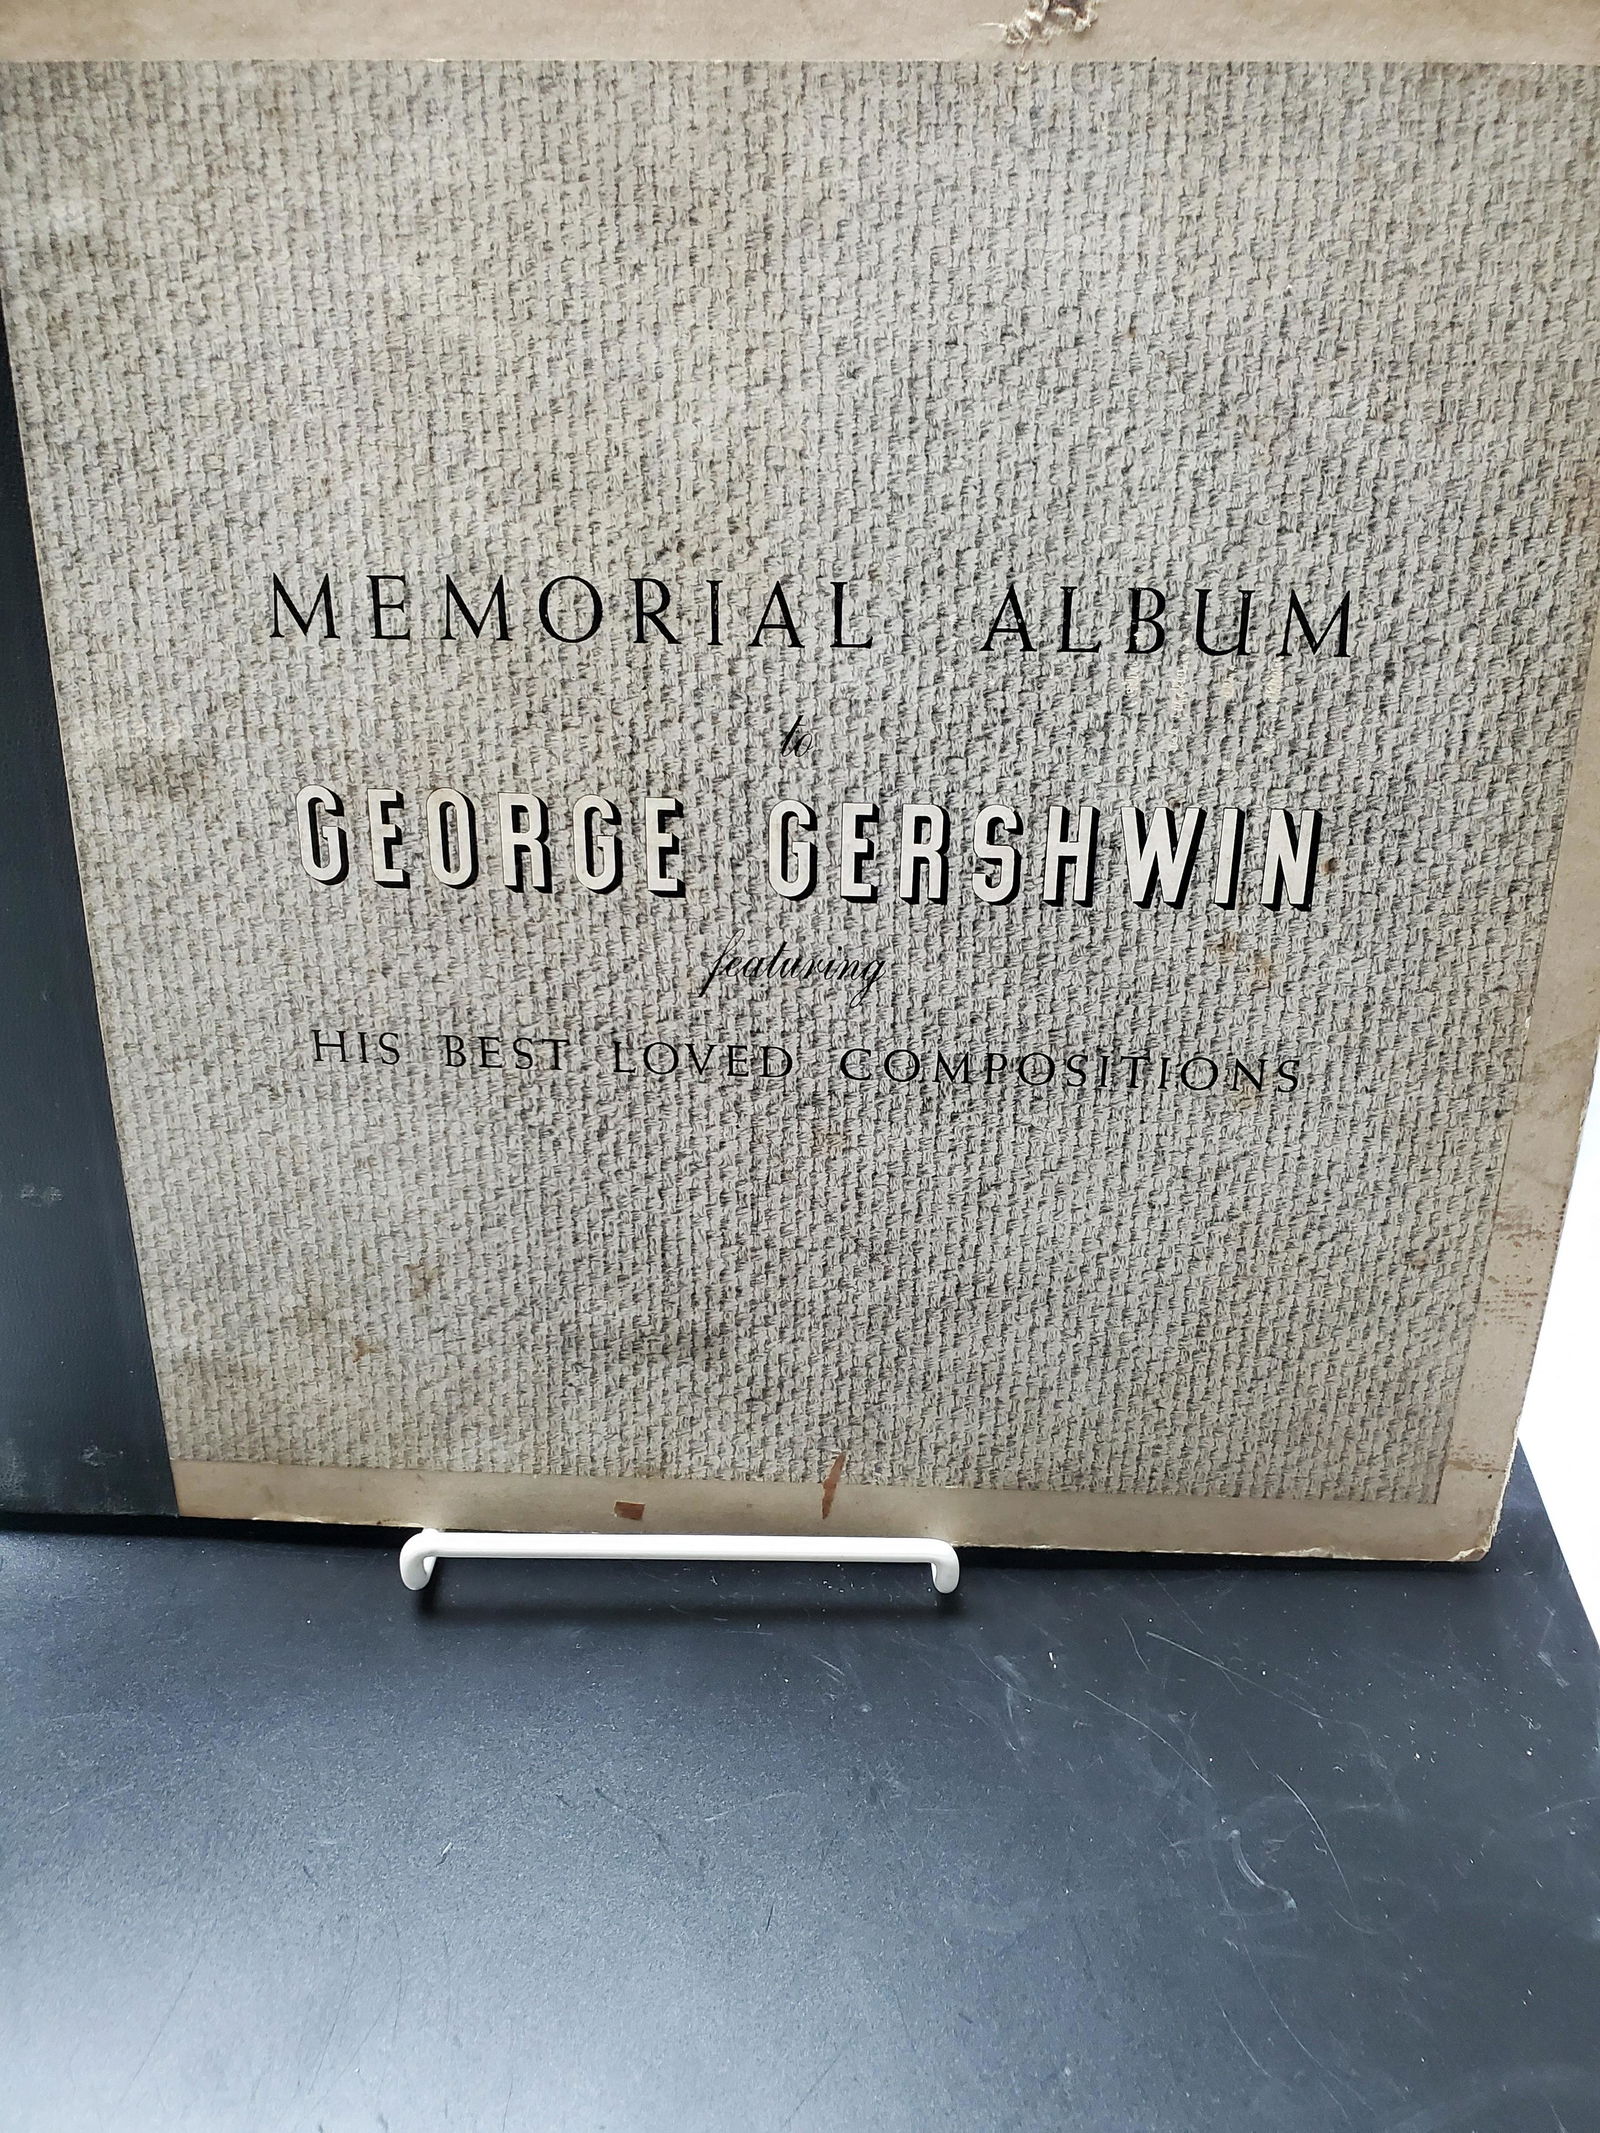 MEMORIAL ALBUM
to
GEORGE GERSHWIN
featuring
HIS BEST LOVED COMPOSITIONS